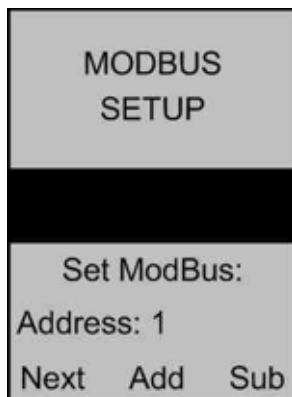 MODBUS
SETUP
Set ModBus:
Address: 1
Next Add Sub